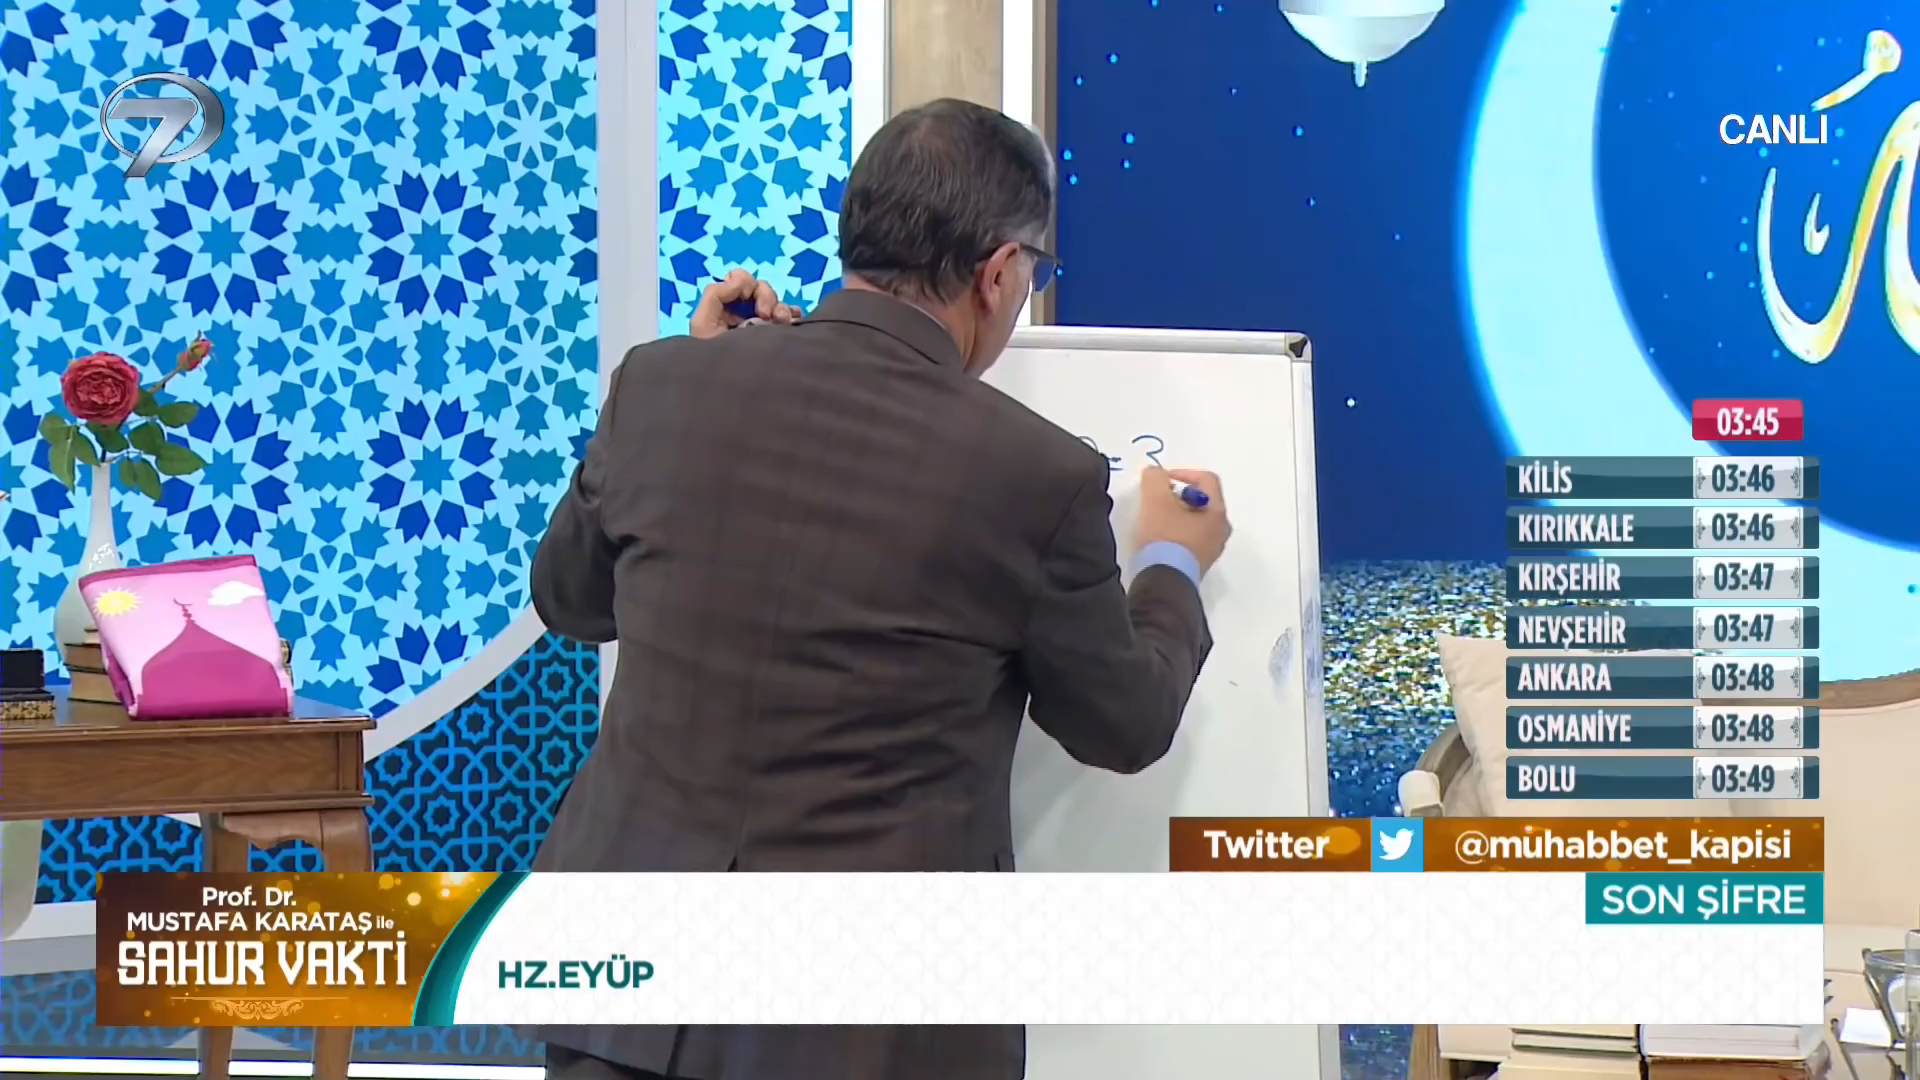 7
CANLI
= 3
03:45
KİLİS 03:46
KIRIKKALE 03:46
KIRŞEHİR 03:47
NEVŞEHİR 03:47
ANKARA 03:48
OSMANİYE 03:48
BOLU 03:49
Twitter @muhabbet_kapisi
SON ŞİFRE
Prof. Dr.
MUSTAFA KARATAŞ ile
SAHUR VAKTİ
HZ.EYÜP